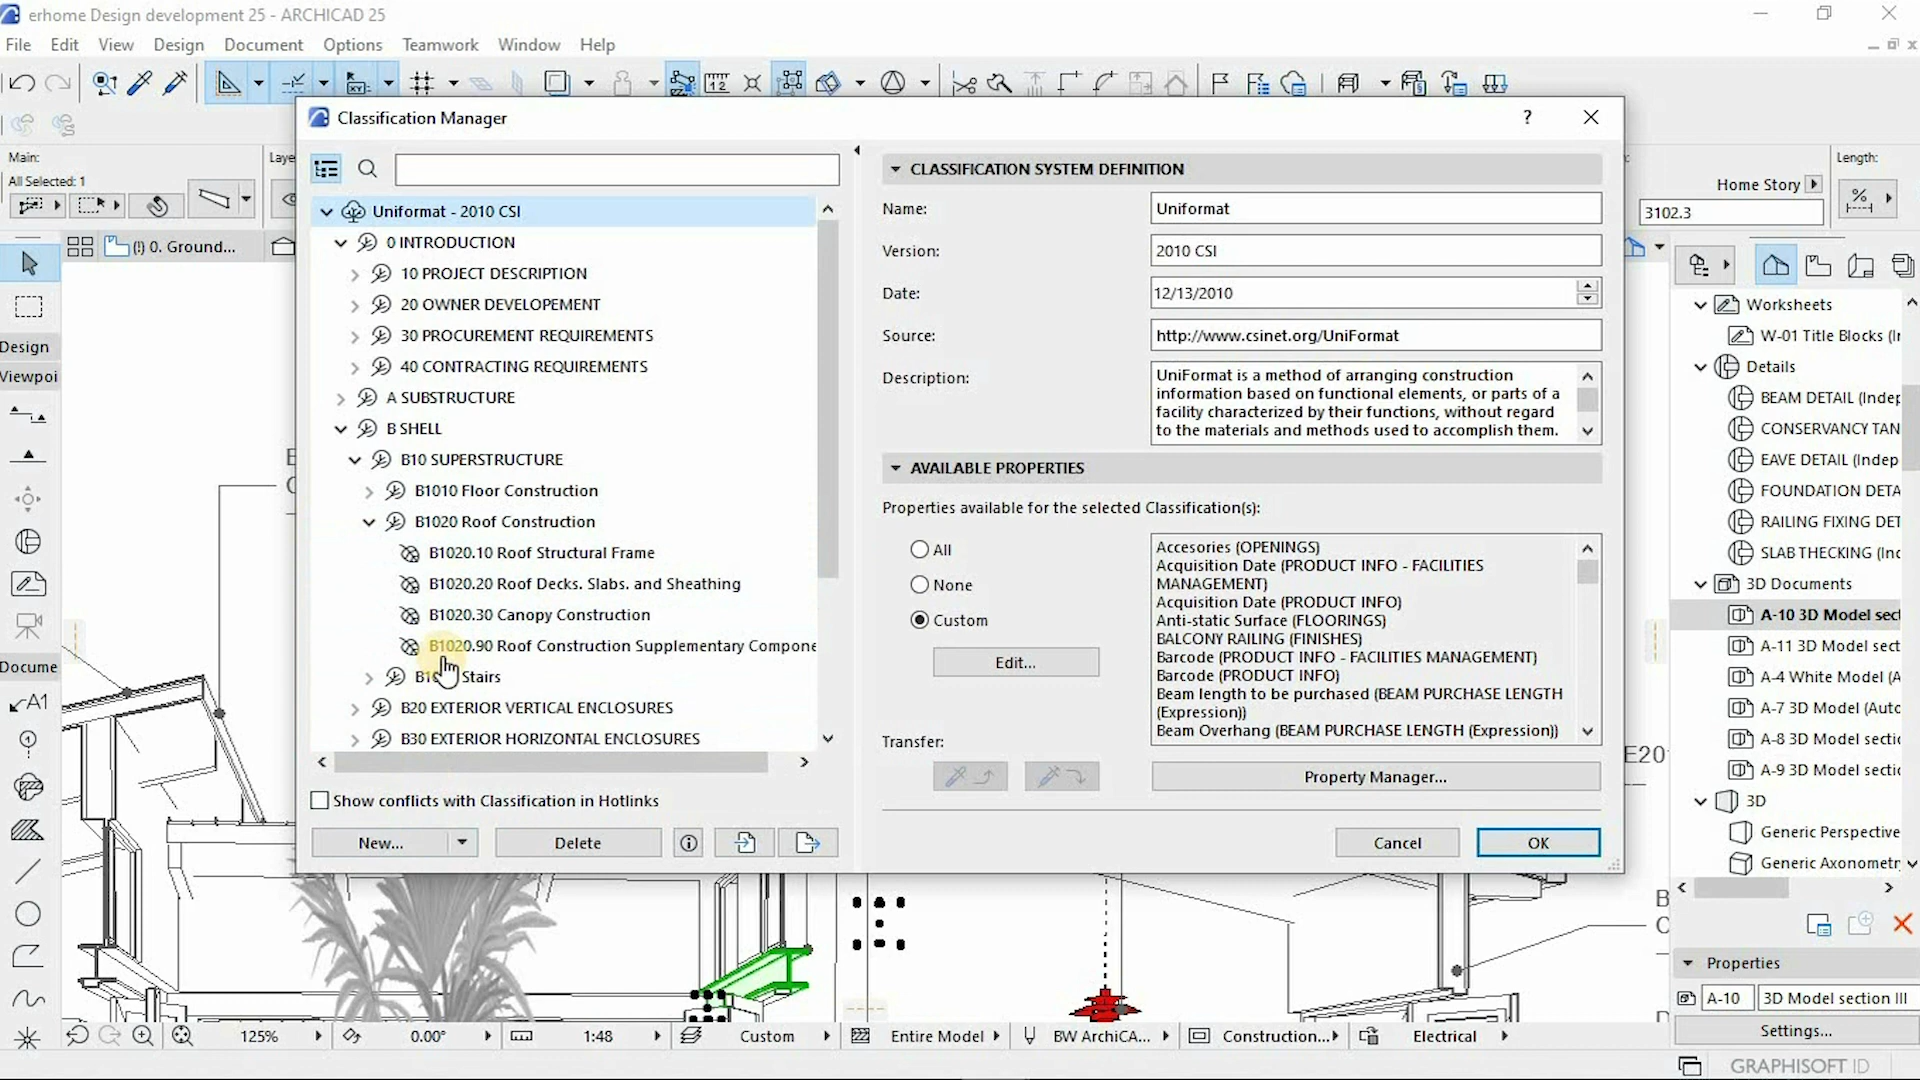 erhome Design development 25 - ARCHICAD 25
File Edit View Design Document Options Teamwork Window Help
Main:
All Selected: 1
Laye
(!) 0. Ground...
Home Story
Length:
3102.3
Design
Viewpoi
Docume
A1
Classification Manager
?
Uniformat - 2010 CSI
0 INTRODUCTION
10 PROJECT DESCRIPTION
20 OWNER DEVELOPEMENT
30 PROCUREMENT REQUIREMENTS
40 CONTRACTING REQUIREMENTS
A SUBSTRUCTURE
B SHELL
B10 SUPERSTRUCTURE
B1010 Floor Construction
B1020 Roof Construction
B1020.10 Roof Structural Frame
B1020.20 Roof Decks. Slabs. and Sheathing
B1020.30 Canopy Construction
B1020.90 Roof Construction Supplementary Compone
Stairs
B20 EXTERIOR VERTICAL ENCLOSURES
B30 EXTERIOR HORIZONTAL ENCLOSURES
Show conflicts with Classification in Hotlinks
New...
Delete
CLASSIFICATION SYSTEM DEFINITION
Name:
Uniformat
Version:
2010 CSI
Date:
12/13/2010
Source:
http://www.csinet.org/UniFormat
Description:
UniFormat is a method of arranging construction
information based on functional elements, or parts of a
facility characterized by their functions, without regard
to the materials and methods used to accomplish them.
AVAILABLE PROPERTIES
Properties available for the selected Classification(s):
All
None
Custom
Edit...
Accesories (OPENINGS)
Acquisition Date (PRODUCT INFO - FACILITIES
MANAGEMENT)
Acquisition Date (PRODUCT INFO)
Anti-static Surface (FLOORINGS)
BALCONY RAILING (FINISHES)
Barcode (PRODUCT INFO - FACILITIES MANAGEMENT)
Barcode (PRODUCT INFO)
Beam length to be purchased (BEAM PURCHASE LENGTH
(Expression))
Beam Overhang (BEAM PURCHASE LENGTH (Expression))
Transfer:
Property Manager...
Cancel
OK
Worksheets
W-01 Title Blocks (Ir
Details
BEAM DETAIL (Indep
CONSERVANCY TAN
EAVE DETAIL (Indep
FOUNDATION DETA
RAILING FIXING DET
SLAB THECKING (Inc
3D Documents
A-10 3D Model sect
A-11 3D Model sect
A-4 White Model (A
A-7 3D Model (Auto
A-8 3D Model sectic
A-9 3D Model sectic
3D
Generic Perspective
Generic Axonometry
E20
Properties
A-10
3D Model section III
Settings...
125%
0.00°
1:48
Custom
Entire Model
BW ArchiCA...
Construction...
Electrical
GRAPHISOFT ID